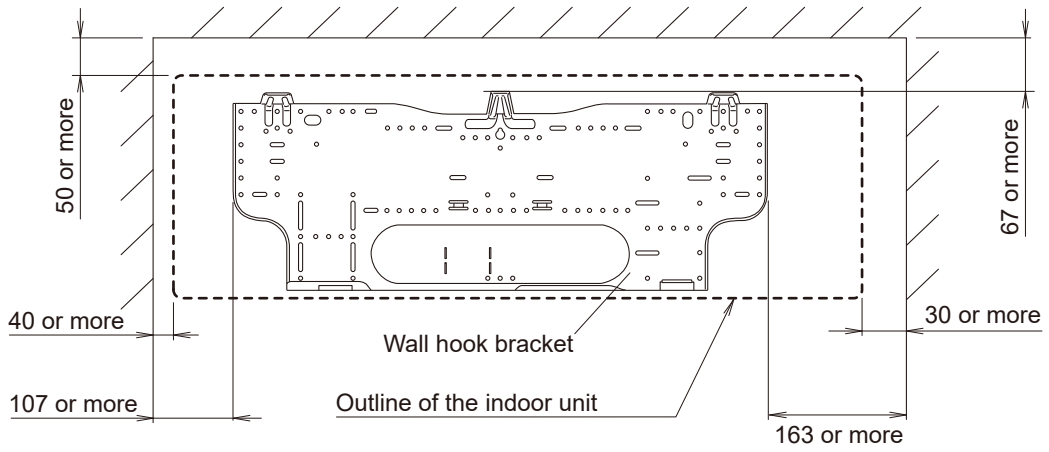 50 or more
67 or more
40 or more
30 or more
Wall hook bracket
107 or more
Outline of the indoor unit
163 or more